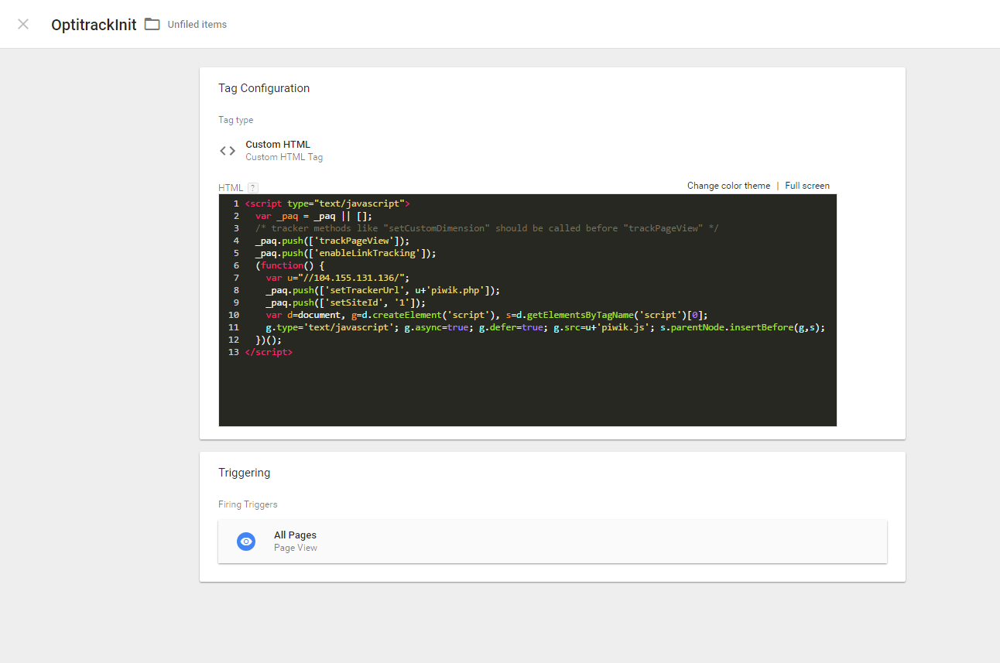 OptitrackInit Unfiled items
Tag Configuration
Tag type
Custom HTML
Custom HTML Tag
HTML ? Change color theme | Full screen
1 <script type="text/javascript">
2 var _paq = _paq || [];
3 /* tracker methods like "setCustomDimension" should be called before "trackPageView" */
4 _paq.push(['trackPageView']);
5 _paq.push(['enableLinkTracking']);
6 (function() {
7 var u="//104.155.131.136/";
8 _paq.push(['setTrackerUrl', u+'piwik.php']);
9 _paq.push(['setSiteId', '1']);
10 var d=document, g=d.createElement('script'), s=d.getElementsByTagName('script')[0];
11 g.type='text/javascript'; g.async=true; g.defer=true; g.src=u+'piwik.js'; s.parentNode.insertBefore(g,s);
12 })();
13 </script>
Triggering
Firing Triggers
All Pages
Page View